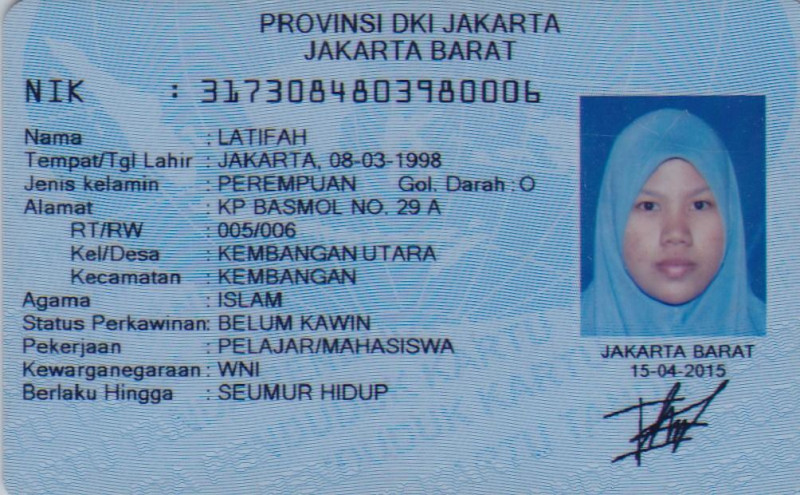 PROVINSI DKI JAKARTA
JAKARTA BARAT
NIK : 3173084803980006
Nama : LATIFAH
Tempat/Tgl Lahir : JAKARTA, 08-03-1998
Jenis kelamin : PEREMPUAN Gol. Darah : O
Alamat : KP BASMOL NO. 29 A
RT/RW : 005/006
Kel/Desa : KEMBANGAN UTARA
Kecamatan : KEMBANGAN
Agama : ISLAM
Status Perkawinan: BELUM KAWIN
Pekerjaan : PELAJAR/MAHASISWA
Kewarganegaraan : WNI
Berlaku Hingga : SEUMUR HIDUP
JAKARTA BARAT
15-04-2015